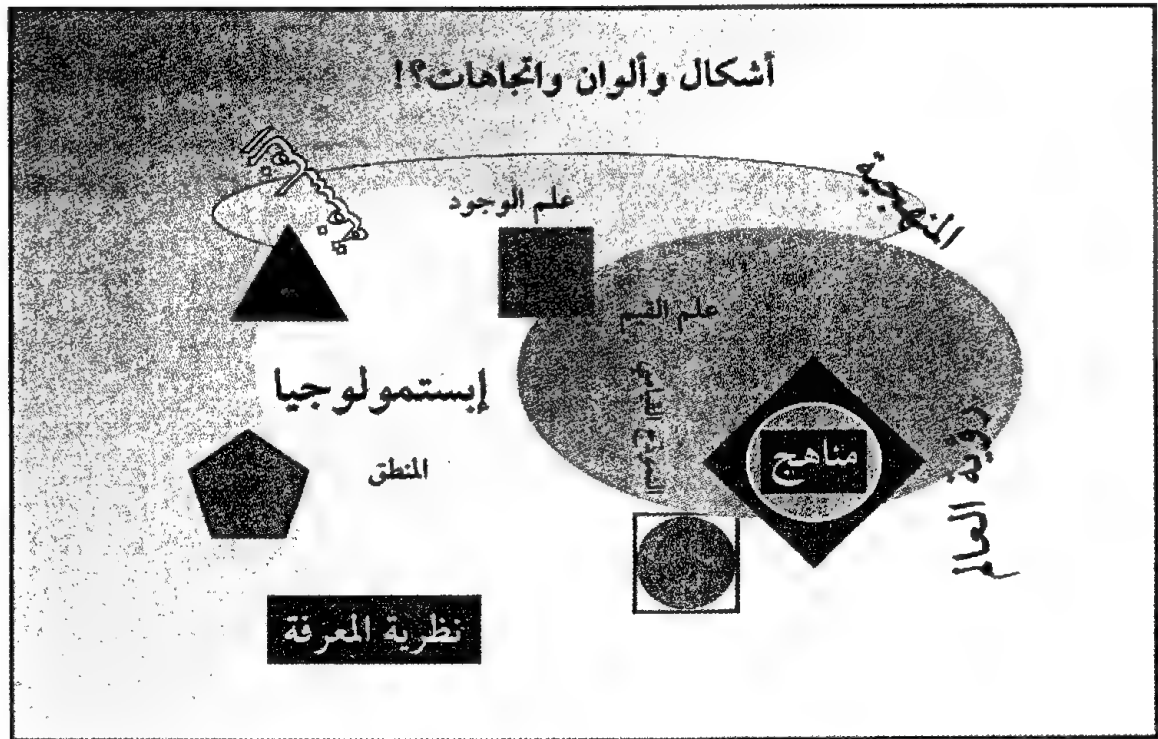 أشكال وألوان واتجاهات؟!
المنهجية
علم الوجود
علم القيم
إبستمولوجيا
مناهج
رؤية العالم
المنطق
نظرية المعرفة